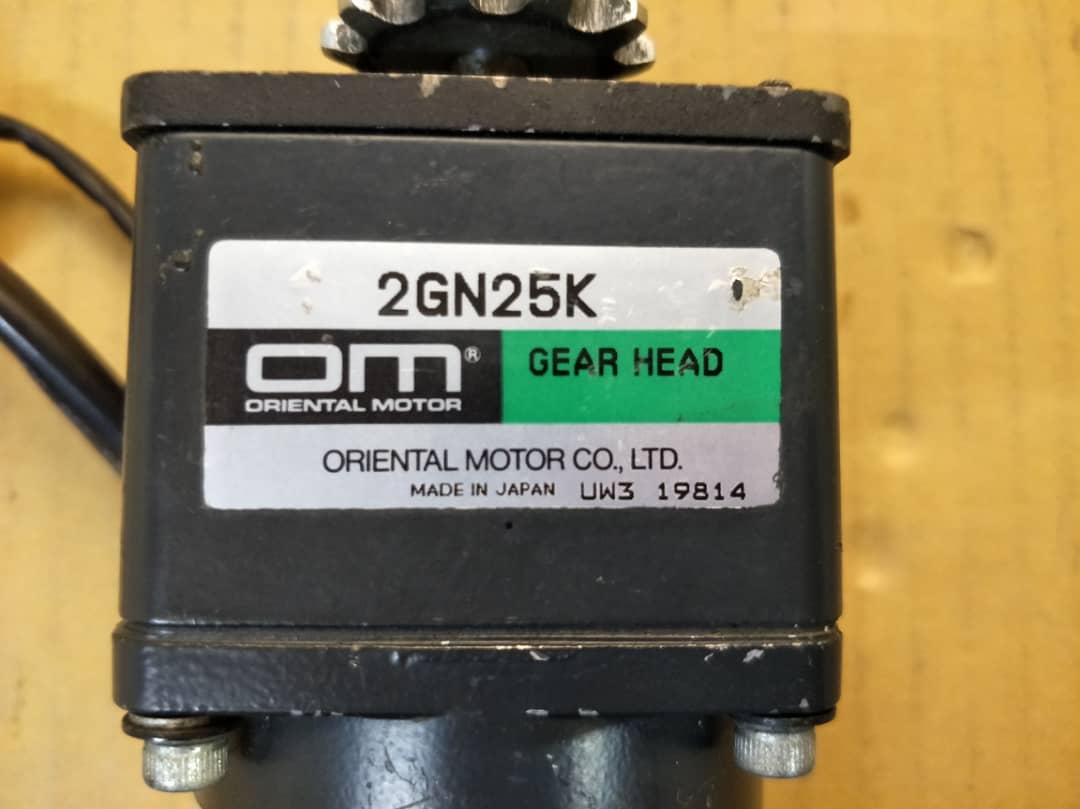 2GN25K
OM®
ORIENTAL MOTOR
GEAR HEAD
ORIENTAL MOTOR CO., LTD.
MADE IN JAPAN UW3 19814